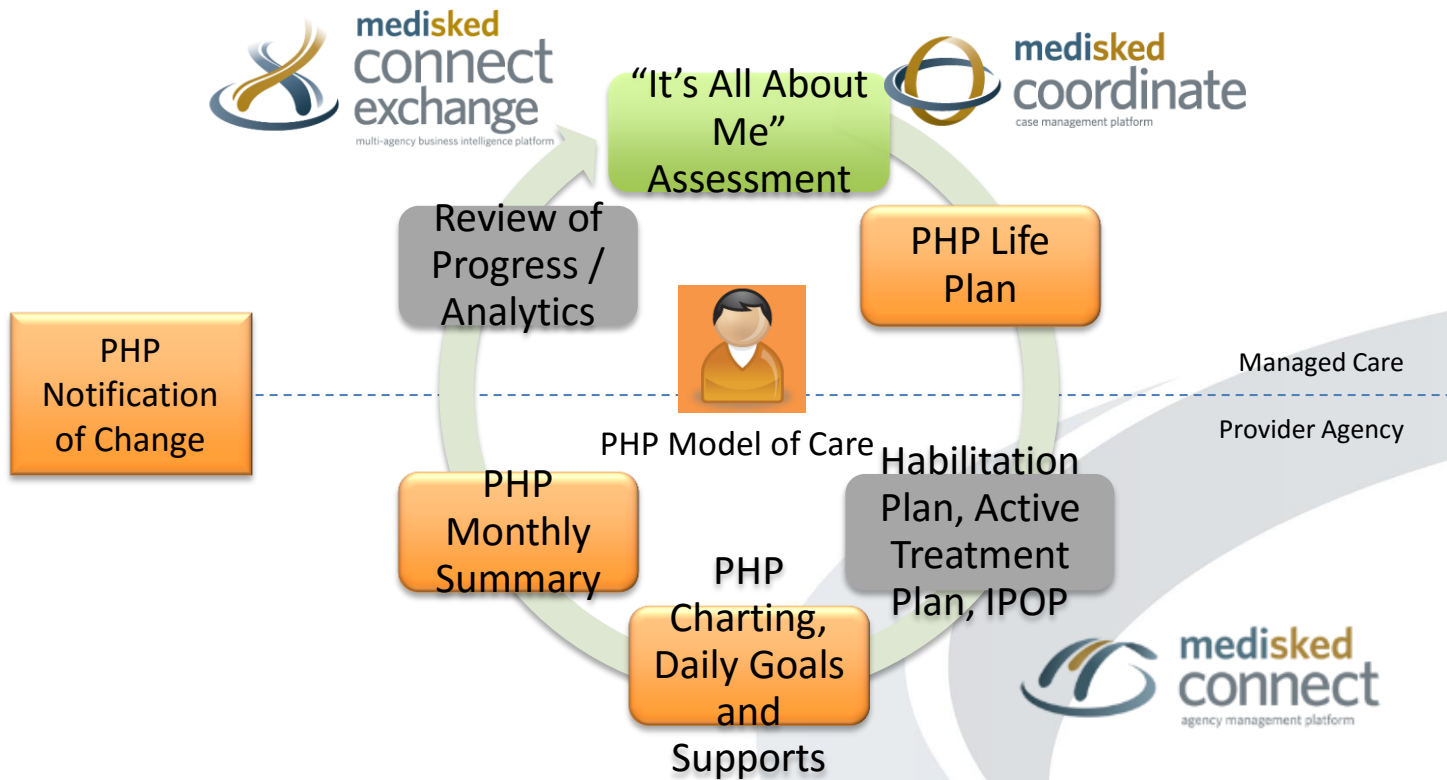 medisked
connect
exchange
multi-agency business intelligence platform
“It’s All About
Me”
Assessment
medisked
coordinate
case management platform
Review of
Progress /
Analytics
PHP Life
Plan
PHP
Notification
of Change
Managed Care
Provider Agency
PHP Model of Care
PHP
Monthly
Summary
Habilitation
Plan, Active
Treatment
Plan, IPOP
PHP
Charting,
Daily Goals
and
Supports
medisked
connect
agency management platform